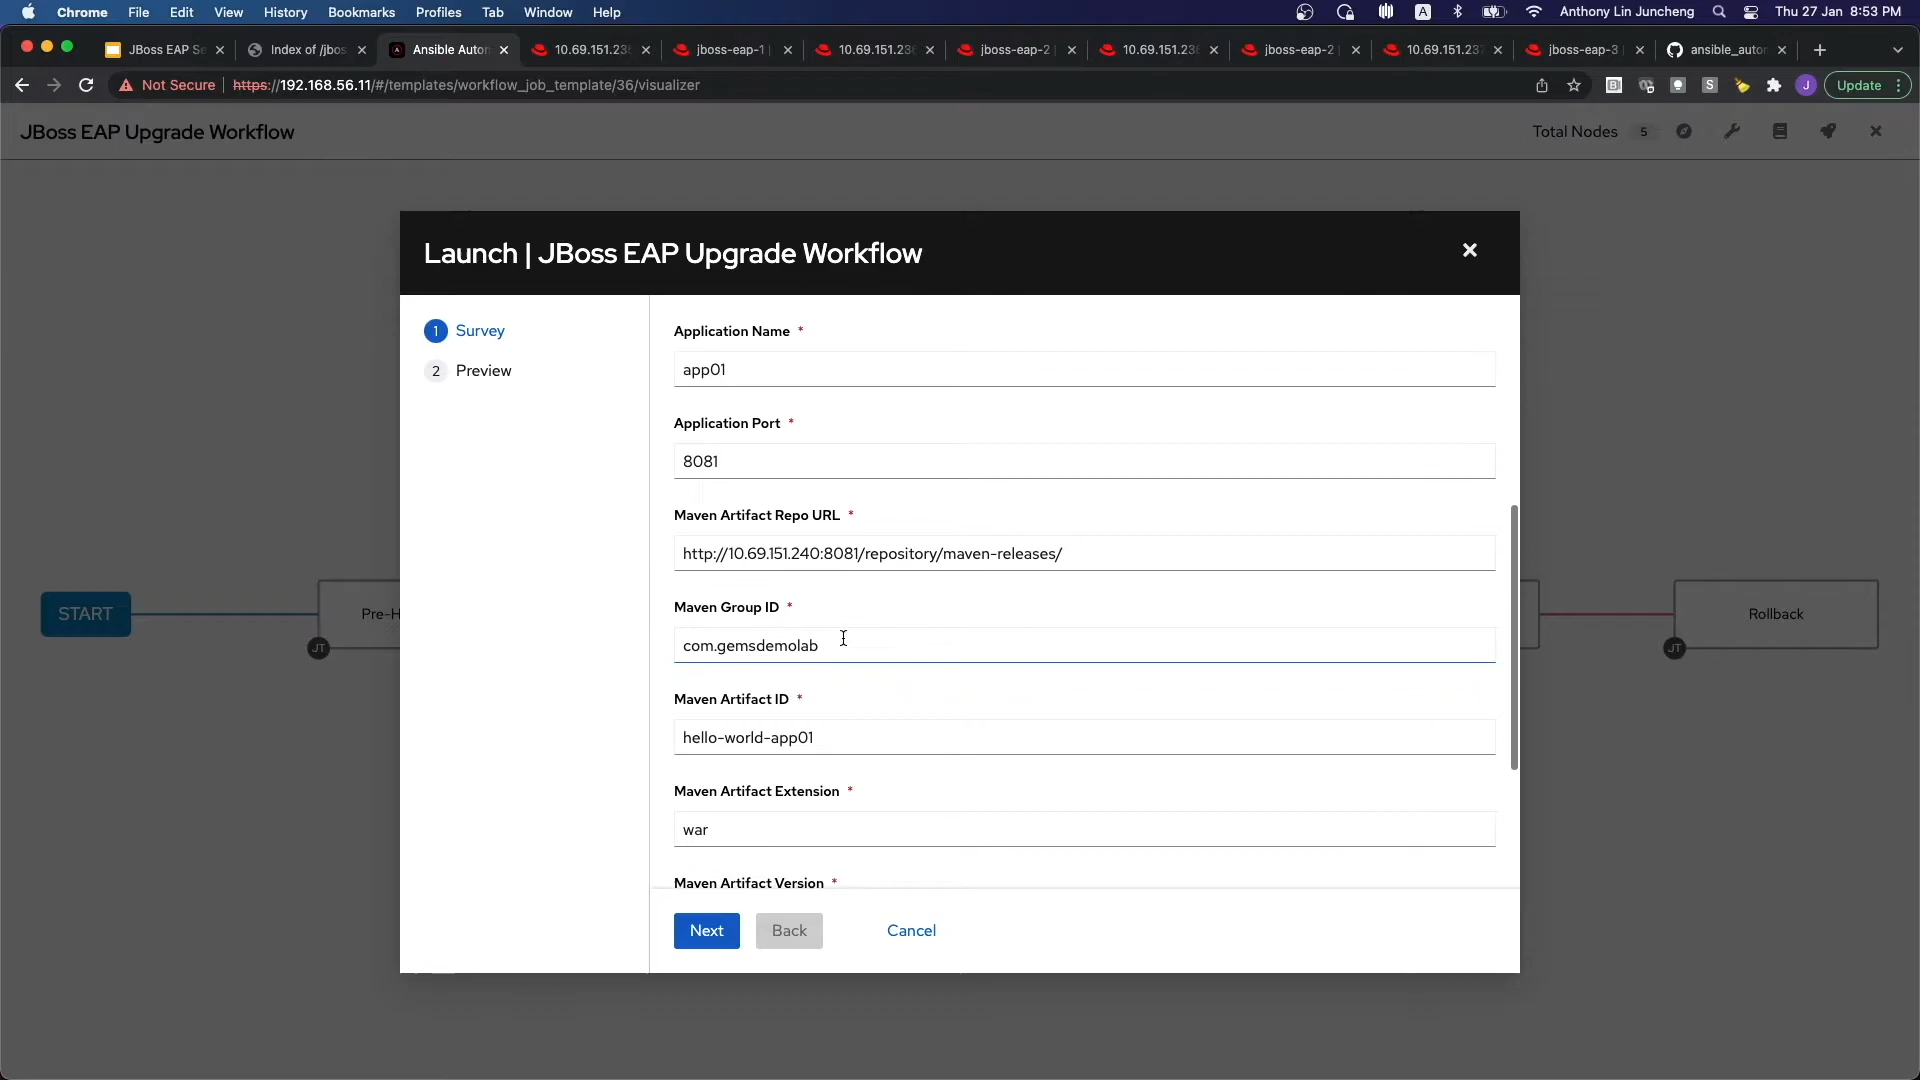 Chrome File Edit View History Bookmarks Profiles Tab Window Help A Anthony Lin Juncheng Thu 27 Jan 8:53 PM
JBoss EAP Se Index of /jbos Ansible Autom 10.69.151.23 jboss-eap-1 10.69.151.23 jboss-eap-2 10.69.151.23 jboss-eap-2 10.69.151.23 jboss-eap-3 ansible_autor
Not Secure https://192.168.56.11/#/templates/workflow_job_template/36/visualizer S J Update
JBoss EAP Upgrade Workflow Total Nodes 5
Launch | JBoss EAP Upgrade Workflow
1 Survey
2 Preview
Application Name *
app01
Application Port *
8081
Maven Artifact Repo URL *
http://10.69.151.240:8081/repository/maven-releases/
Maven Group ID *
com.gemsdemolab
Maven Artifact ID *
hello-world-app01
Maven Artifact Extension *
war
Maven Artifact Version *
Next Back Cancel
START Pre-H Rollback
JT JT